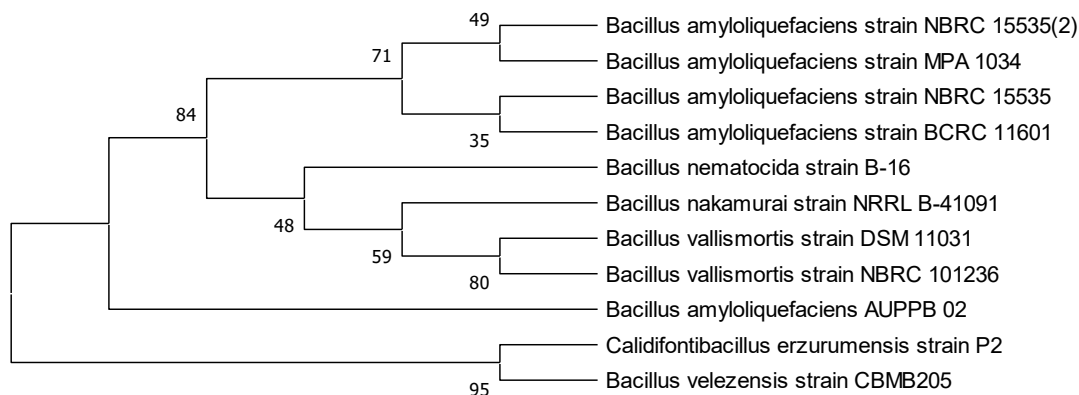 49
Bacillus amyloliquefaciens strain NBRC 15535(2)
71
Bacillus amyloliquefaciens strain MPA 1034
Bacillus amyloliquefaciens strain NBRC 15535
84
Bacillus amyloliquefaciens strain BCRC 11601
35
Bacillus nematocida strain B-16
Bacillus nakamurai strain NRRL B-41091
48
Bacillus vallismortis strain DSM 11031
59
Bacillus vallismortis strain NBRC 101236
80
Bacillus amyloliquefaciens AUPPB 02
Calidifontibacillus erzurumensis strain P2
Bacillus velezensis strain CBMB205
95